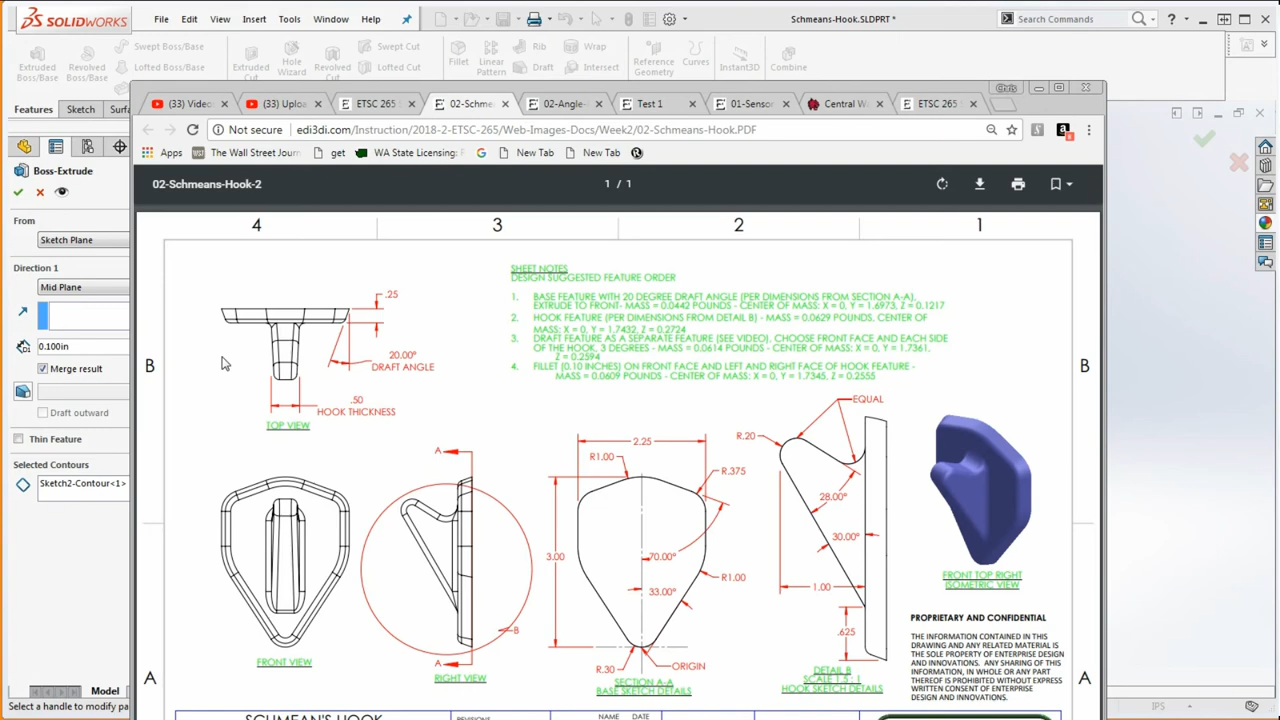 SOLIDWORKS
File Edit View Insert Tools Window Help
Schmeans-Hook.SLDPRT *
Search Commands
Extruded Boss/Base
Revolved Boss/Base
Swept Boss/Base
Lofted Boss/Base
Extruded Cut
Hole Wizard
Revolved Cut
Swept Cut
Lofted Cut
Fillet
Linear Pattern
Rib
Draft
Wrap
Intersect
Reference Geometry
Curves
Instant3D
Combine
Features Sketch
Chris
(33) Video
(33) Uploa
ETSC 265
02-Schme
02-Angle-
Test 1
01-Sensor
Central W
ETSC 265
Not secure edi3di.com/Instruction/2018-2-ETSC-265/Web-Images-Docs/Week2/02-Schmeans-Hook.PDF
Apps The Wall Street Journ get WA State Licensing: New Tab New Tab
02-Schmeans-Hook-2
1 / 1
Boss-Extrude
From
Sketch Plane
Direction 1
Mid Plane
0.100in
Merge result
Draft outward
Thin Feature
Selected Contours
Sketch2-Contour<1>
Model
Select a handle to modify pa
IPS
4 3 2 1
B
B
A
A
SHEET NOTES
DESIGN SUGGESTED FEATURE ORDER
1. BASE FEATURE WITH 20 DEGREE DRAFT ANGLE (PER DIMENSIONS FROM SECTION A-A),
EXTRUDE TO FRONT- MASS = 0.0442 POUNDS - CENTER OF MASS: X = 0, Y = 1.6973, Z = 0.1217
2. HOOK FEATURE (PER DIMENSIONS FROM DETAIL B) - MASS = 0.0629 POUNDS, CENTER OF
MASS: X = 0, Y = 1.7432, Z = 0.2724
3. DRAFT FEATURE AS A SEPARATE FEATURE (SEE VIDEO). CHOOSE FRONT FACE AND EACH SIDE
OF THE HOOK, 3 DEGREES - MASS = 0.0614 POUNDS - CENTER OF MASS: X = 0, Y = 1.7361,
Z = 0.2594
4. FILLET (0.10 INCHES) ON FRONT FACE AND LEFT AND RIGHT FACE OF HOOK FEATURE -
MASS = 0.0609 POUNDS - CENTER OF MASS: X = 0, Y = 1.7345, Z = 0.2555
.25
20.00°
DRAFT ANGLE
.50
HOOK THICKNESS
TOP VIEW
FRONT VIEW
A
A
B
RIGHT VIEW
2.25
R1.00
R.375
3.00
70.00°
33.00°
R1.00
R.30
ORIGIN
SECTION A-A
BASE SKETCH DETAILS
EQUAL
R.20
28.00°
30.00°
1.00
.625
DETAIL B
SCALE 1.5 : 1
HOOK SKETCH DETAILS
FRONT TOP RIGHT
ISOMETRIC VIEW
PROPRIETARY AND CONFIDENTIAL
THE INFORMATION CONTAINED IN THIS
DRAWING AND ANY RELATED MATERIAL IS
THE SOLE PROPERTY OF ENTERPRISE DESIGN
AND INNOVATIONS. ANY SHARING OF THIS
INFORMATION, IN WHOLE OR ANY PART
THEREOF IS PROHIBITED WITHOUT EXPRESS
WRITTEN CONSENT OF ENTERPRISE
DESIGN AND INNOVATIONS.
SCHMEAN'S HOOK
REVISIONS
NAME DATE